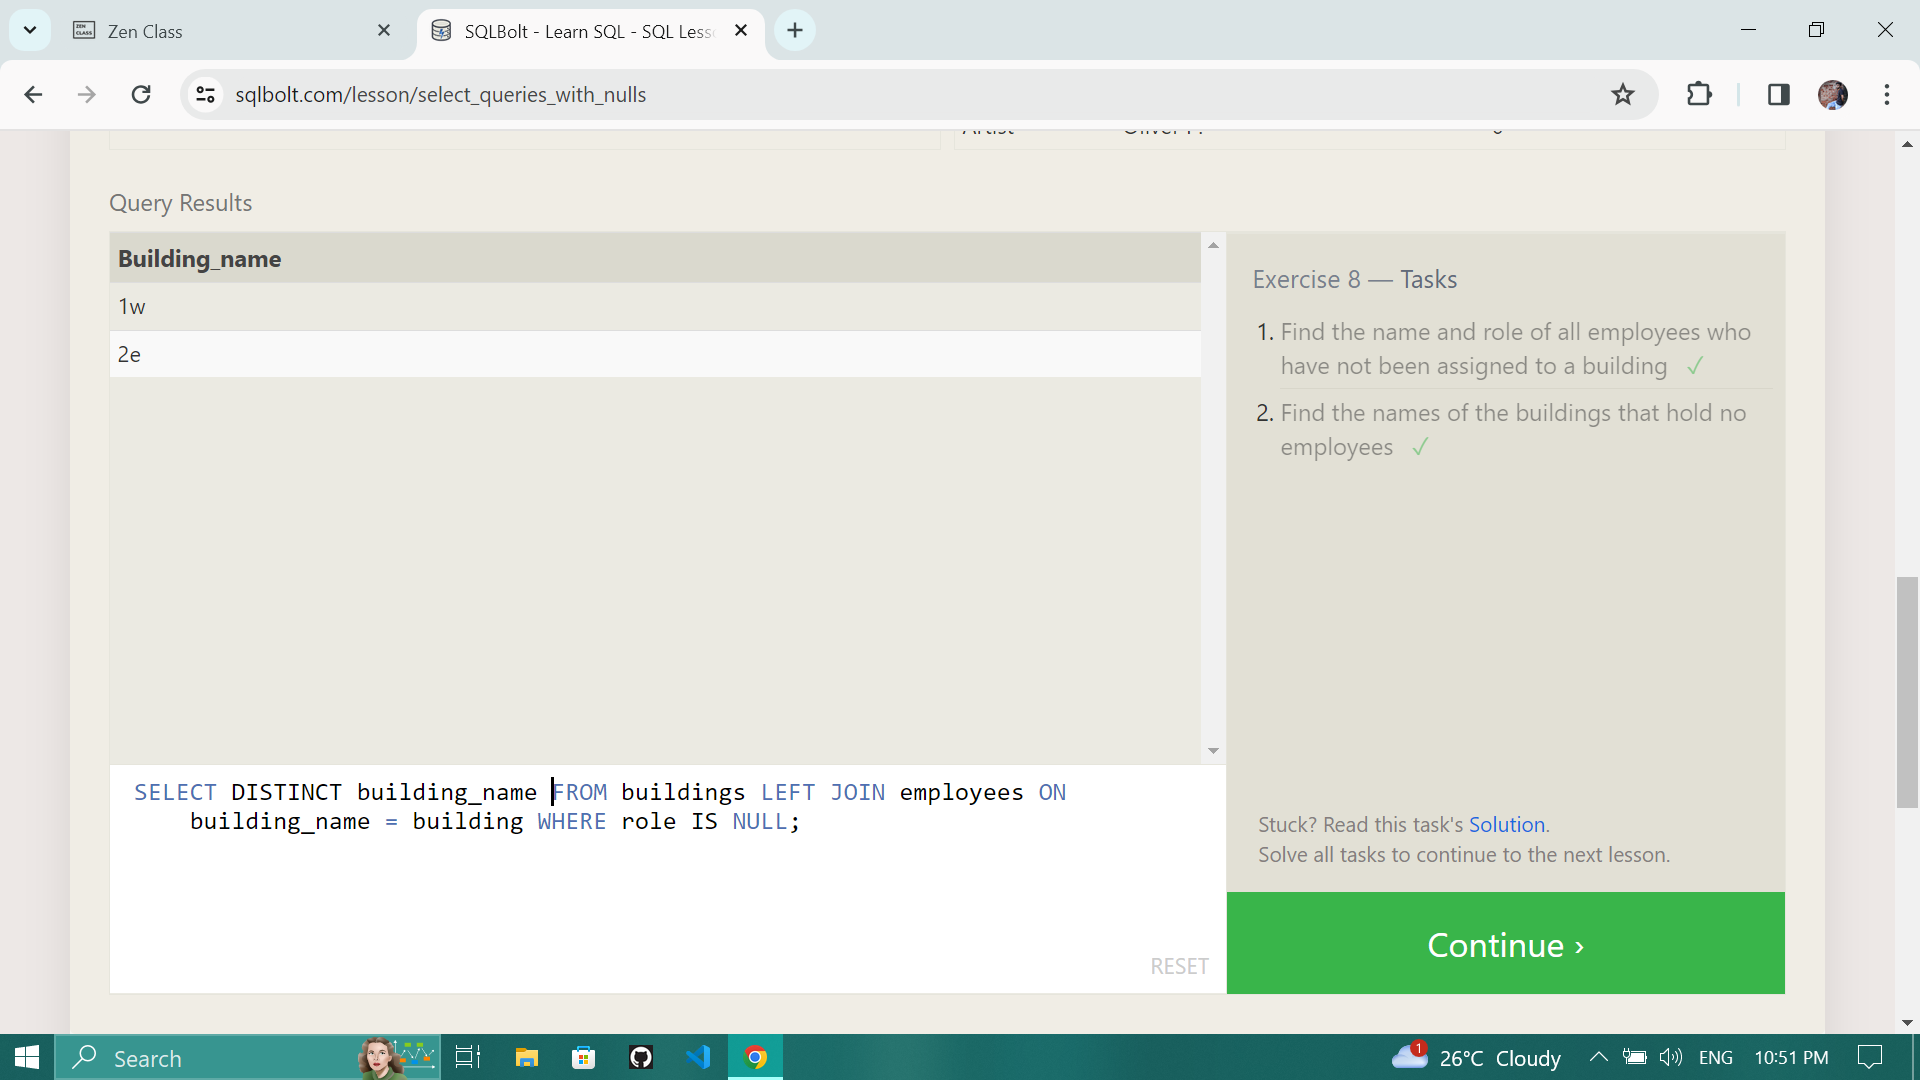 Zen Class
SQLBolt - Learn SQL - SQL Less
sqlbolt.com/lesson/select_queries_with_nulls
Query Results
Building_name
1w
2e
SELECT DISTINCT building_name FROM buildings LEFT JOIN employees ON
building_name = building WHERE role IS NULL;
RESET
Exercise 8 — Tasks
1. Find the name and role of all employees who
have not been assigned to a building ✓
2. Find the names of the buildings that hold no
employees ✓
Stuck? Read this task's Solution.
Solve all tasks to continue to the next lesson.
Continue ›
Search
1
26°C Cloudy
ENG
10:51 PM